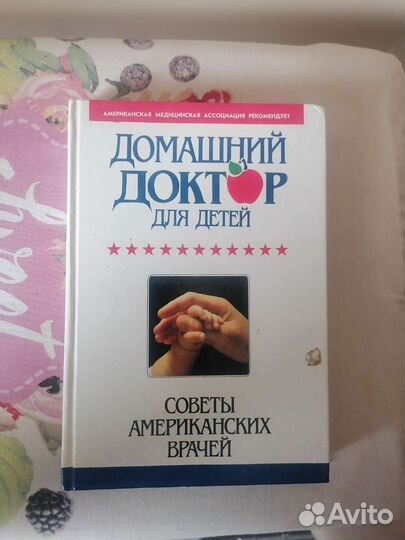 АМЕРИКАНСКАЯ МЕДИЦИНСКАЯ АССОЦИАЦИЯ РЕКОМЕНДУЕТ
ДОМАШНИЙ
ДОКТОР
ДЛЯ ДЕТЕЙ
СОВЕТЫ
АМЕРИКАНСКИХ
ВРАЧЕЙ
Avito